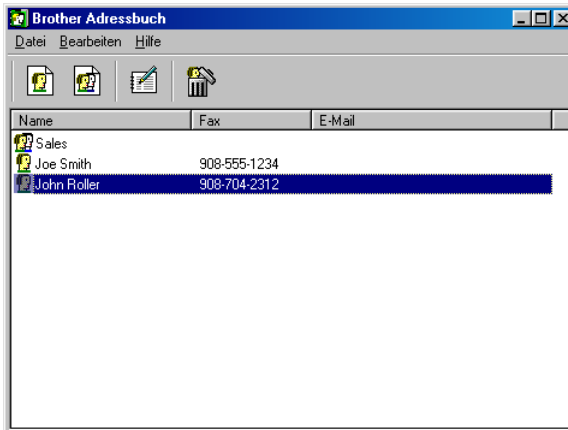 Brother Adressbuch
Datei Bearbeiten Hilfe
Name Fax E-Mail
Sales
Joe Smith 908-555-1234
John Roller 908-704-2312